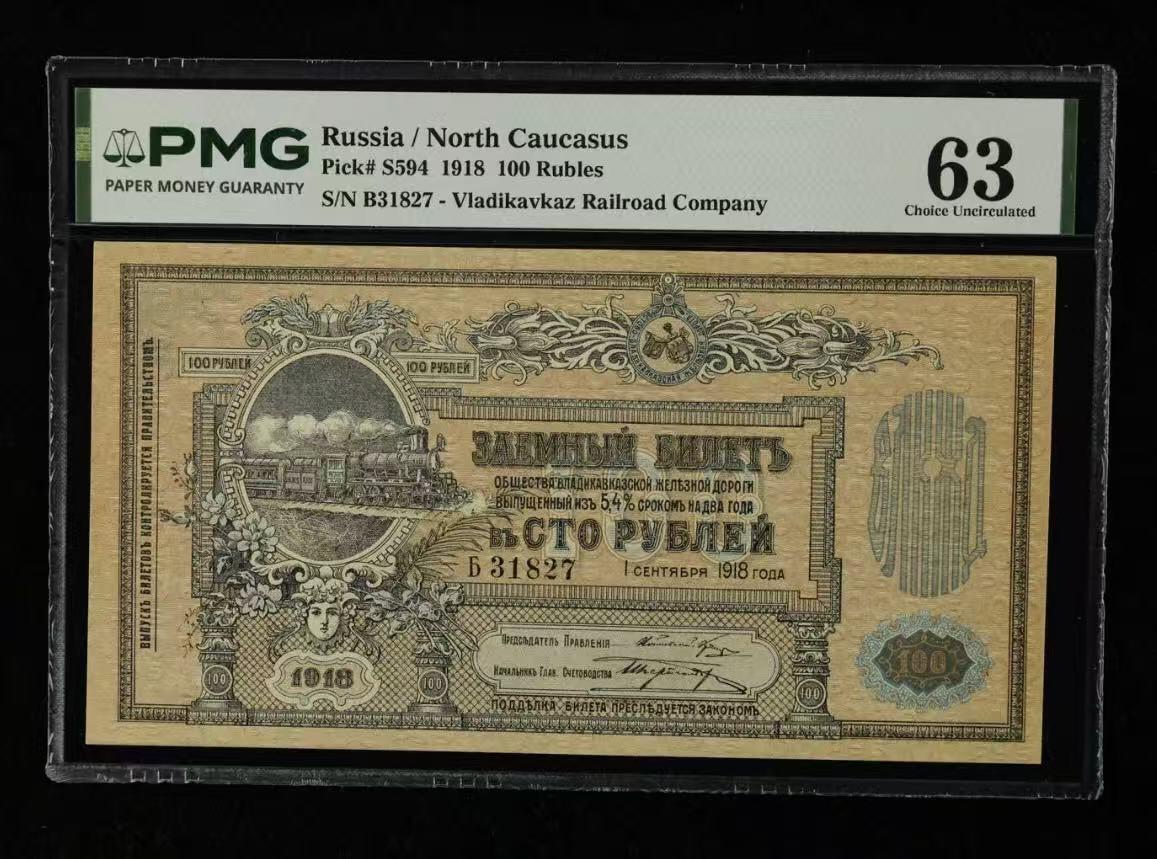 PMG
PAPER MONEY GUARANTY
Russia / North Caucasus
Pick# S594 1918 100 Rubles
S/N B31827 - Vladikavkaz Railroad Company
63
Choice Uncirculated
100 РУБЛЕЙ
100 РУБЛЕЙ
ВЫПУСКЪ БИЛЕТОВЪ КОНТРОЛИРУЕТСЯ ПРАВИТЕЛЬСТВОМЪ.
ЗАЕМНЫЙ БИЛЕТЪ
ОБЩЕСТВА ВЛАДИКАВКАЗСКОЙ ЖЕЛѢЗНОЙ ДОРОГИ
ВЫПУЩЕННЫЙ ИЗЪ 5,4% СРОКОМЪ НА ДВА ГОДА
ВЪ СТО РУБЛЕЙ
Б 31827
1 СЕНТЯБРЯ 1918 ГОДА
ПРЕДСѢДАТЕЛЬ ПРАВЛЕНІЯ
НАЧАЛЬНИКЪ ГЛАВ. СЧЕТОВОДСТВА
ПОДДѢЛКА БИЛЕТА ПРЕСЛѢДУЕТСЯ ЗАКОНОМЪ
1918
100
100
100
100